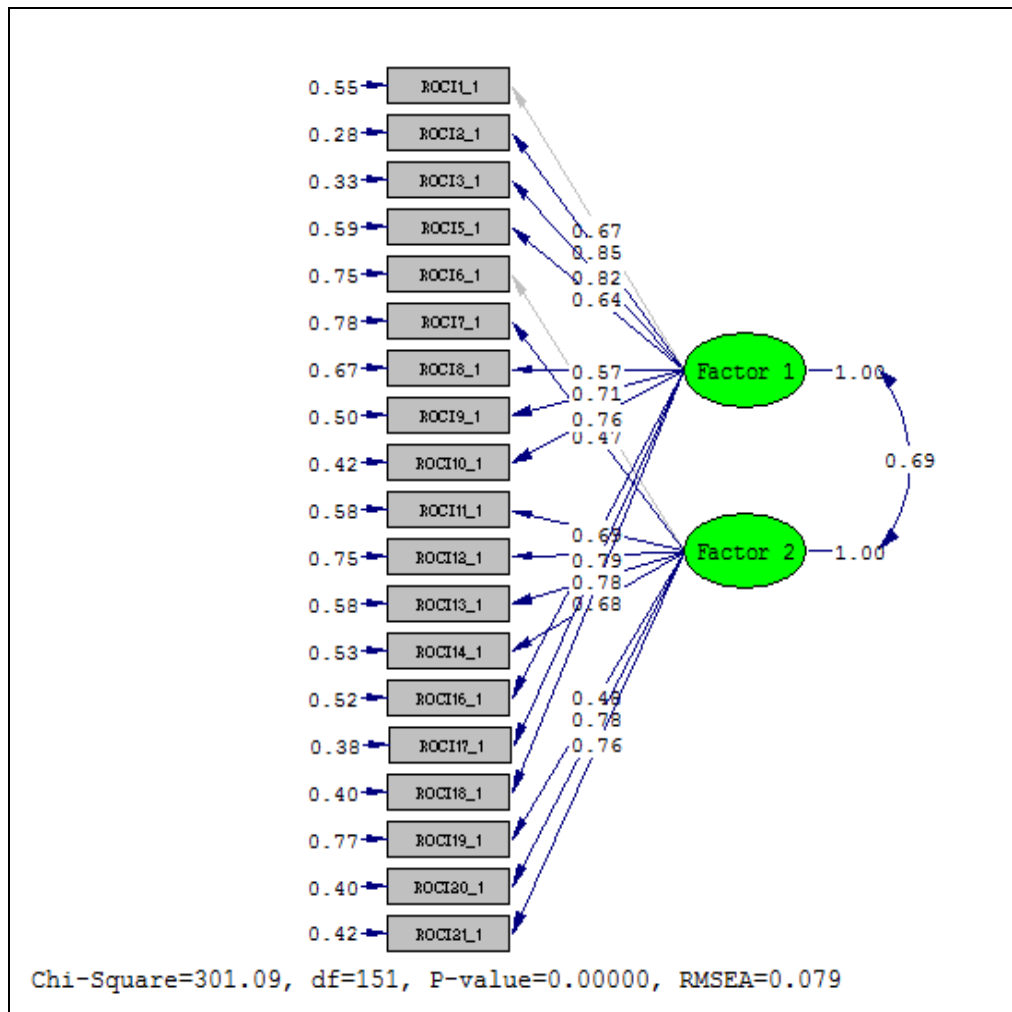 0.55 ROCI1_1
0.28 ROCI2_1
0.33 ROCI3_1
0.59 ROCI5_1
0.67
0.85
0.75 ROCI6_1
0.82
0.64
0.78 ROCI7_1
0.67 ROCI8_1 0.57 Factor 1 1.00
0.71
0.50 ROCI9_1
0.76
0.47
0.42 ROCI10_1 0.69
0.58 ROCI11_1
0.75 ROCI12_1 0.79 Factor 2 1.00
0.78
0.58 ROCI13_1 0.68
0.53 ROCI14_1
0.52 ROCI16_1 0.48
0.78
0.38 ROCI17_1 0.76
0.40 ROCI18_1
0.77 ROCI19_1
0.40 ROCI20_1
0.42 ROCI21_1
Chi-Square=301.09, df=151, P-value=0.00000, RMSEA=0.079